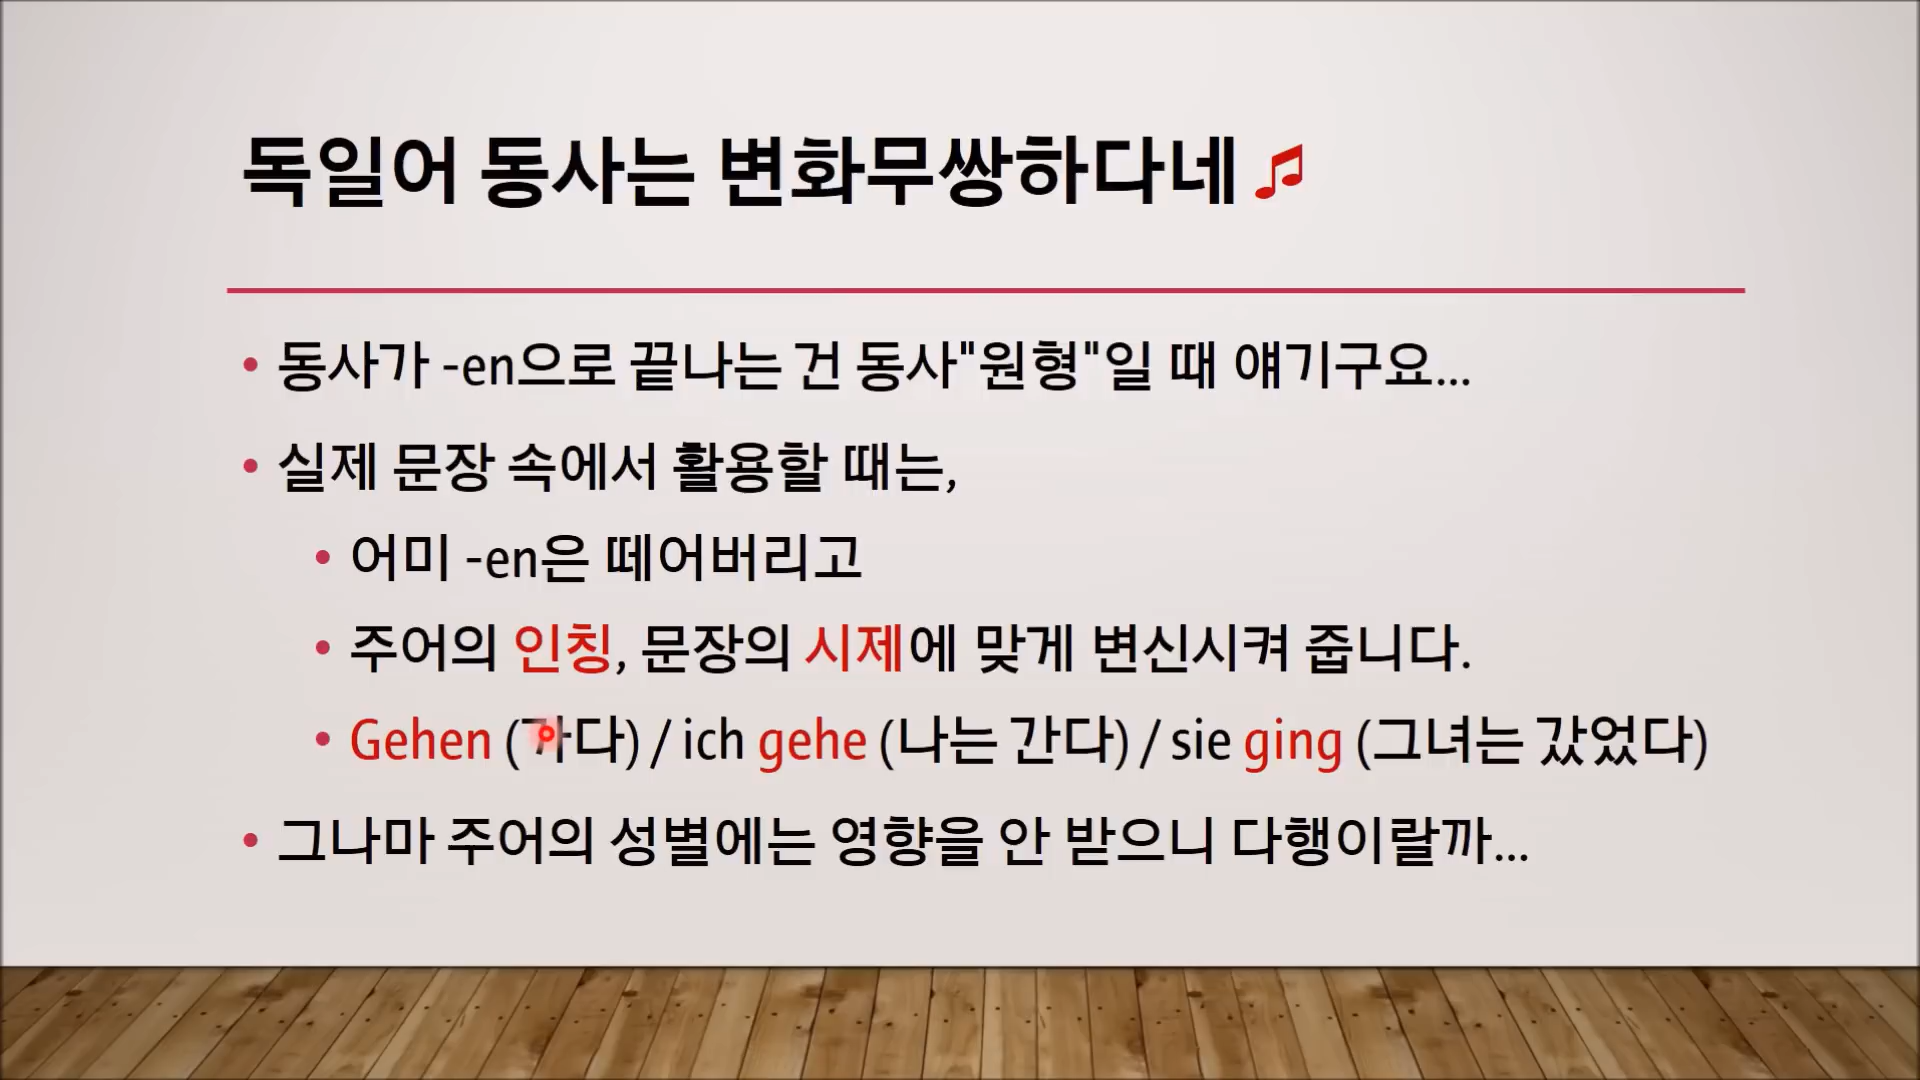 독일어 동사는 변화무쌍하다네♫
• 동사가 -en으로 끝나는 건 동사"원형"일 때 얘기구요...
• 실제 문장 속에서 활용할 때는,
• 어미 -en은 떼어버리고
• 주어의 인칭, 문장의 시제에 맞게 변신시켜 줍니다.
• Gehen (가다) / ich gehe (나는 간다) / sie ging (그녀는 갔었다)
• 그나마 주어의 성별에는 영향을 안 받으니 다행이랄까...